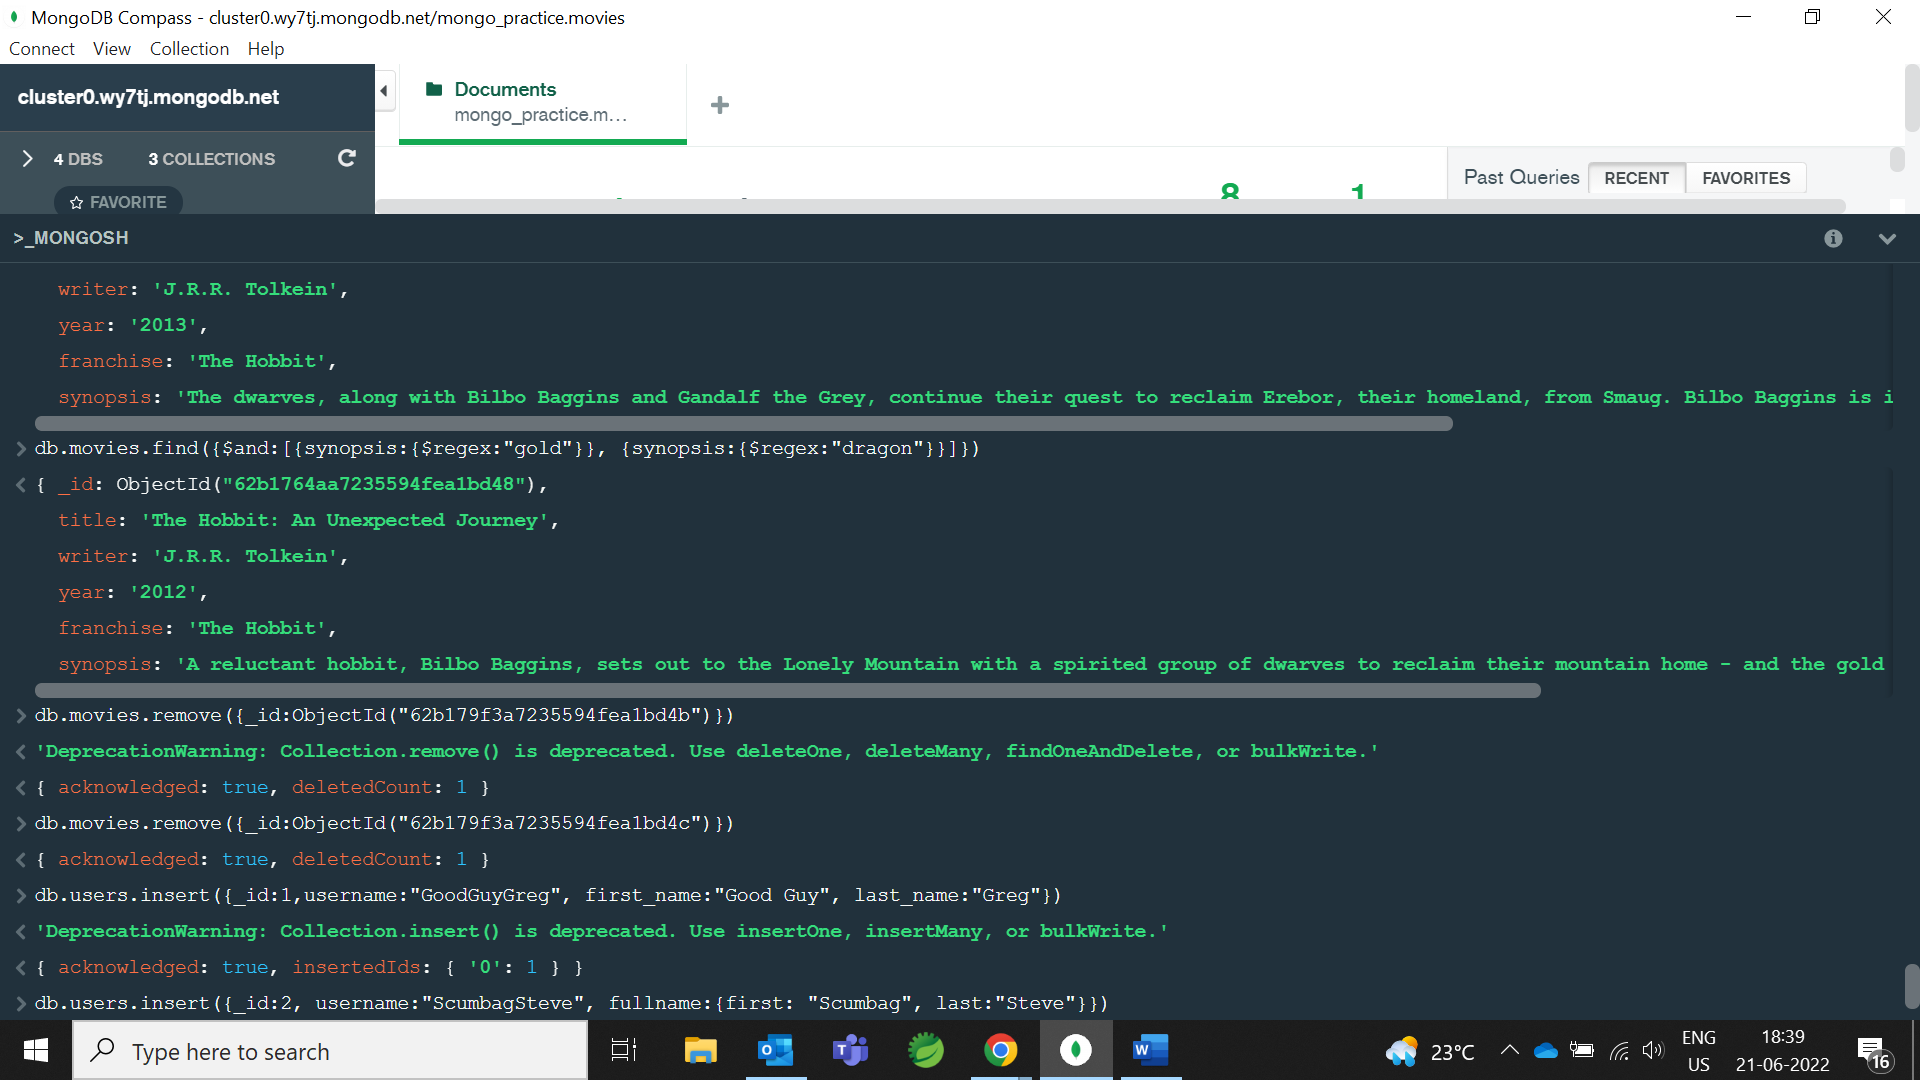 MongoDB Compass - cluster0.wy7tj.mongodb.net/mongo_practice.movies
Connect View Collection Help
cluster0.wy7tj.mongodb.net
Documents
mongo_practice.m...
4 DBS 3 COLLECTIONS
FAVORITE
8 1
Past Queries RECENT FAVORITES
>_MONGOSH
writer: 'J.R.R. Tolkein',
year: '2013',
franchise: 'The Hobbit',
synopsis: 'The dwarves, along with Bilbo Baggins and Gandalf the Grey, continue their quest to reclaim Erebor, their homeland, from Smaug. Bilbo Baggins is i
> db.movies.find({$and:[{synopsis:{$regex:"gold"}}, {synopsis:{$regex:"dragon"}}]})
< { _id: ObjectId("62b1764aa7235594fea1bd48"),
title: 'The Hobbit: An Unexpected Journey',
writer: 'J.R.R. Tolkein',
year: '2012',
franchise: 'The Hobbit',
synopsis: 'A reluctant hobbit, Bilbo Baggins, sets out to the Lonely Mountain with a spirited group of dwarves to reclaim their mountain home - and the gold
> db.movies.remove({_id:ObjectId("62b179f3a7235594fea1bd4b")})
< 'DeprecationWarning: Collection.remove() is deprecated. Use deleteOne, deleteMany, findOneAndDelete, or bulkWrite.'
< { acknowledged: true, deletedCount: 1 }
> db.movies.remove({_id:ObjectId("62b179f3a7235594fea1bd4c")})
< { acknowledged: true, deletedCount: 1 }
> db.users.insert({_id:1,username:"GoodGuyGreg", first_name:"Good Guy", last_name:"Greg"})
< 'DeprecationWarning: Collection.insert() is deprecated. Use insertOne, insertMany, or bulkWrite.'
< { acknowledged: true, insertedIds: { '0': 1 } }
> db.users.insert({_id:2, username:"ScumbagSteve", fullname:{first: "Scumbag", last:"Steve"}})
Type here to search
23°C
ENG
US
18:39
21-06-2022
16